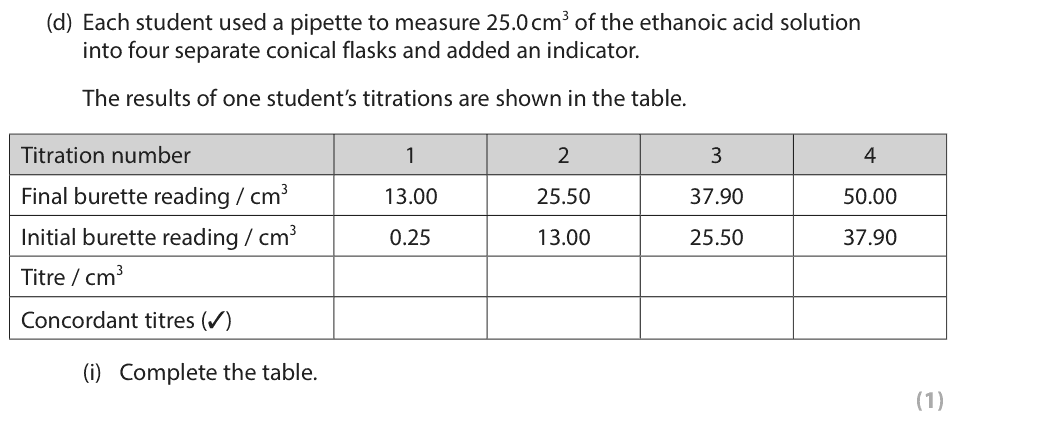 (d) Each student used a pipette to measure 25.0 cm³ of the ethanoic acid solution
into four separate conical flasks and added an indicator.
The results of one student’s titrations are shown in the table.
Titration number 1 2 3 4
Final burette reading / cm³ 13.00 25.50 37.90 50.00
Initial burette reading / cm³ 0.25 13.00 25.50 37.90
Titre / cm³
Concordant titres (✓)
(i) Complete the table.
(1)